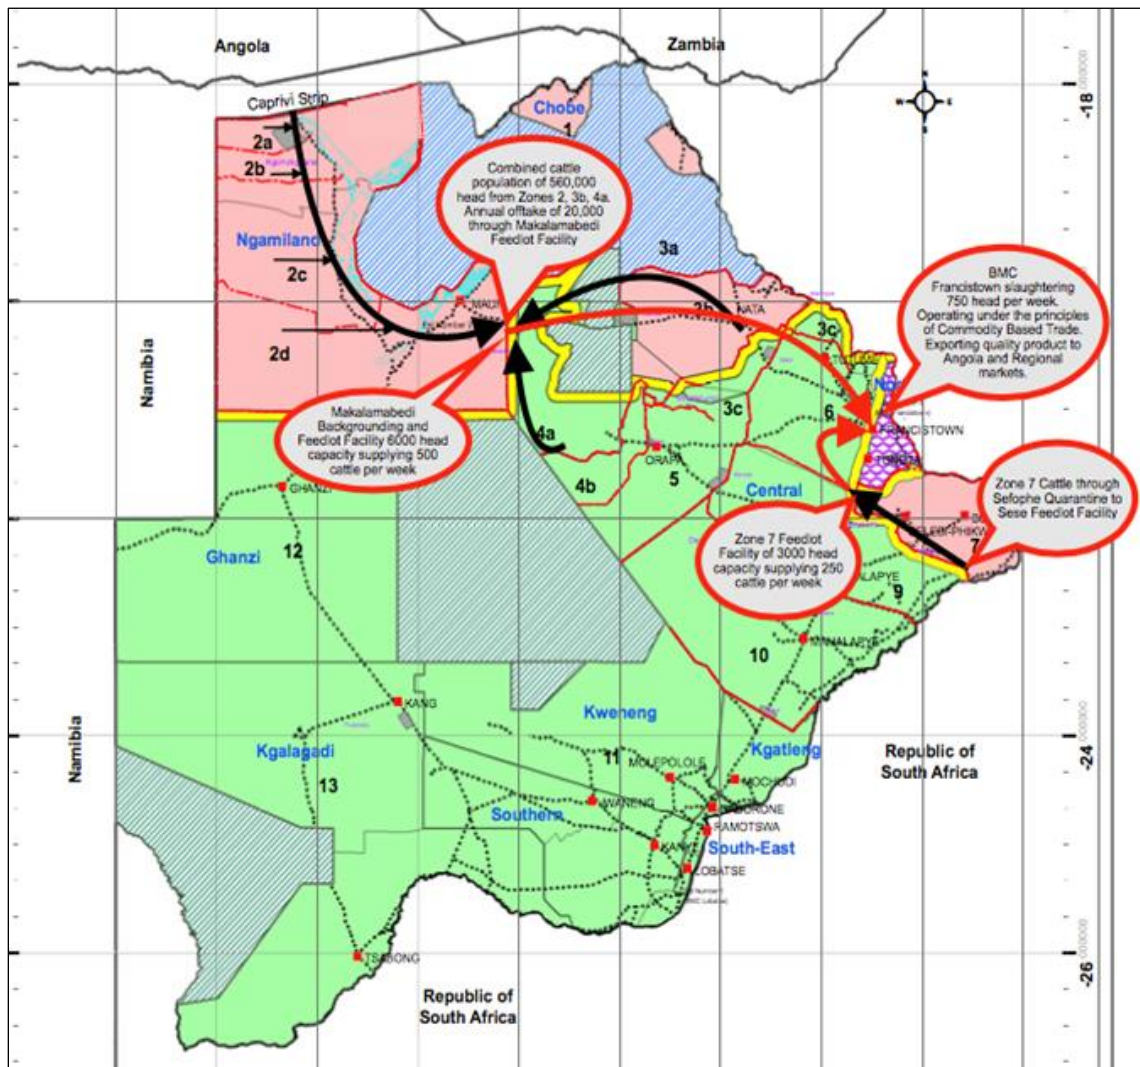 Angola
Zambia
Caprivi Strip
Chobe
1
-18
2a
2b
Combined cattle
population of 560,000
head from Zones 2, 3b, 4a.
Annual offtake of 20,000
through Makalamabedi
Feedlot Facility
Ngamiland
2c
3a
BMC
Francistown slaughtering
750 head per week.
Operating under the principles
of Commodity Based Trade.
Exporting quality product to
Angola and Regional
markets.
NATA
3c
2d
Namibia
Makalamabedi
Backgrounding and
Feedlot Facility 6000 head
capacity supplying 500
cattle per week
3c
6
FRANCISTOWN
4a
ORAPA
5
4b
Central
GHANZI
Zone 7 Cattle through
Sefophe Quarantine to
Sese Feedlot Facility
Ghanzi
12
Zone 7 Feedlot
Facility of 3000 head
capacity supplying 250
cattle per week
7
9
10
KANG
Kweneng
Namibia
Kgalagadi
13
11
MOLEPOLOLE
Kgatleng
Republic of
South Africa
-24
MOCHUDI
Southern
RAMOTSWA
South-East
LOBATSE
TSABONG
-26
Republic of
South Africa